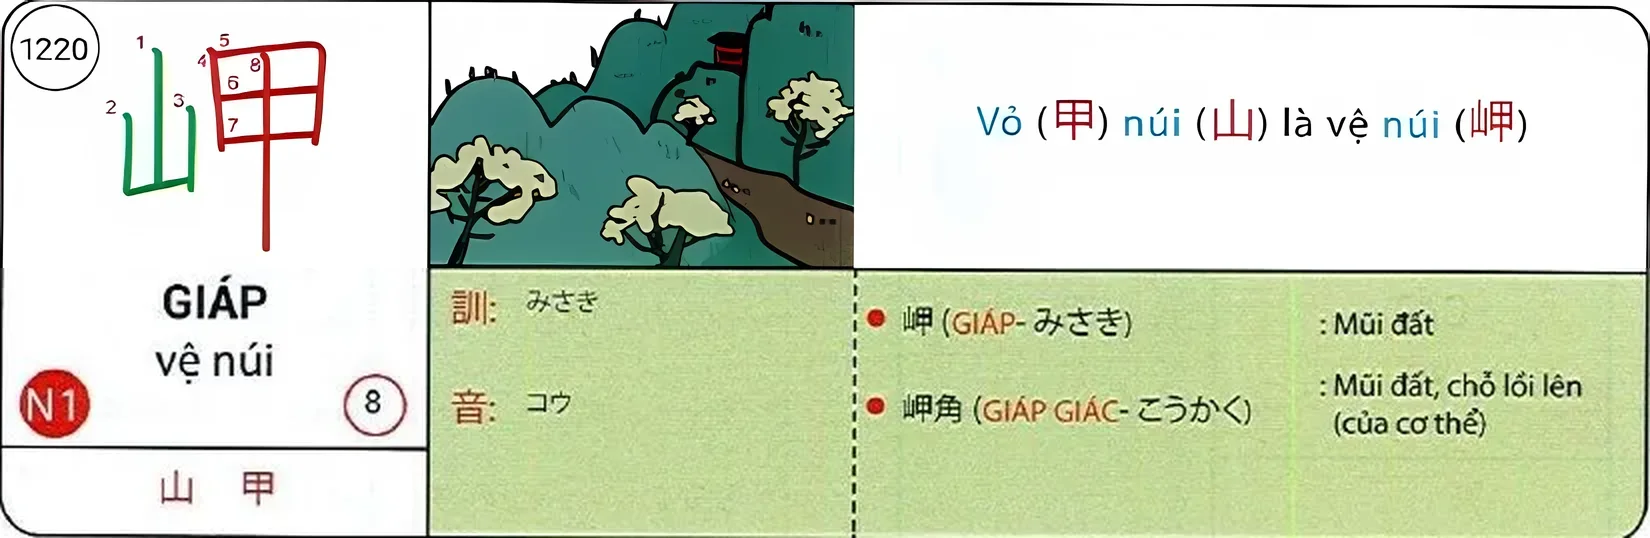 1220
1 2 3 4 5 6 7 8
岬
GIÁP
vệ núi
N1
8
山 甲
Vỏ (甲) núi (山) là vệ núi (岬)
訓: みさき
音: コウ
● 岬 (GIÁP- みさき) : Mũi đất
● 岬角 (GIÁP GIÁC- こうかく) : Mũi đất, chỗ lồi lên
(của cơ thể)